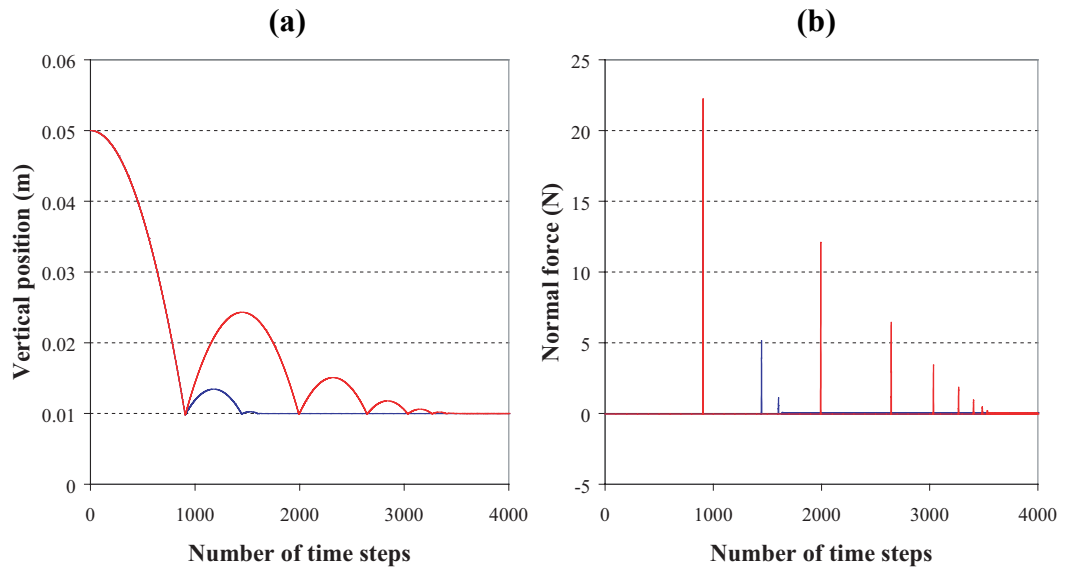 (a)
0.06
0.05
0.04
0.03
0.02
0.01
0
Vertical position (m)
0 1000 2000 3000 4000
Number of time steps
(b)
25
20
15
10
5
0
-5
Normal force (N)
0 1000 2000 3000 4000
Number of time steps